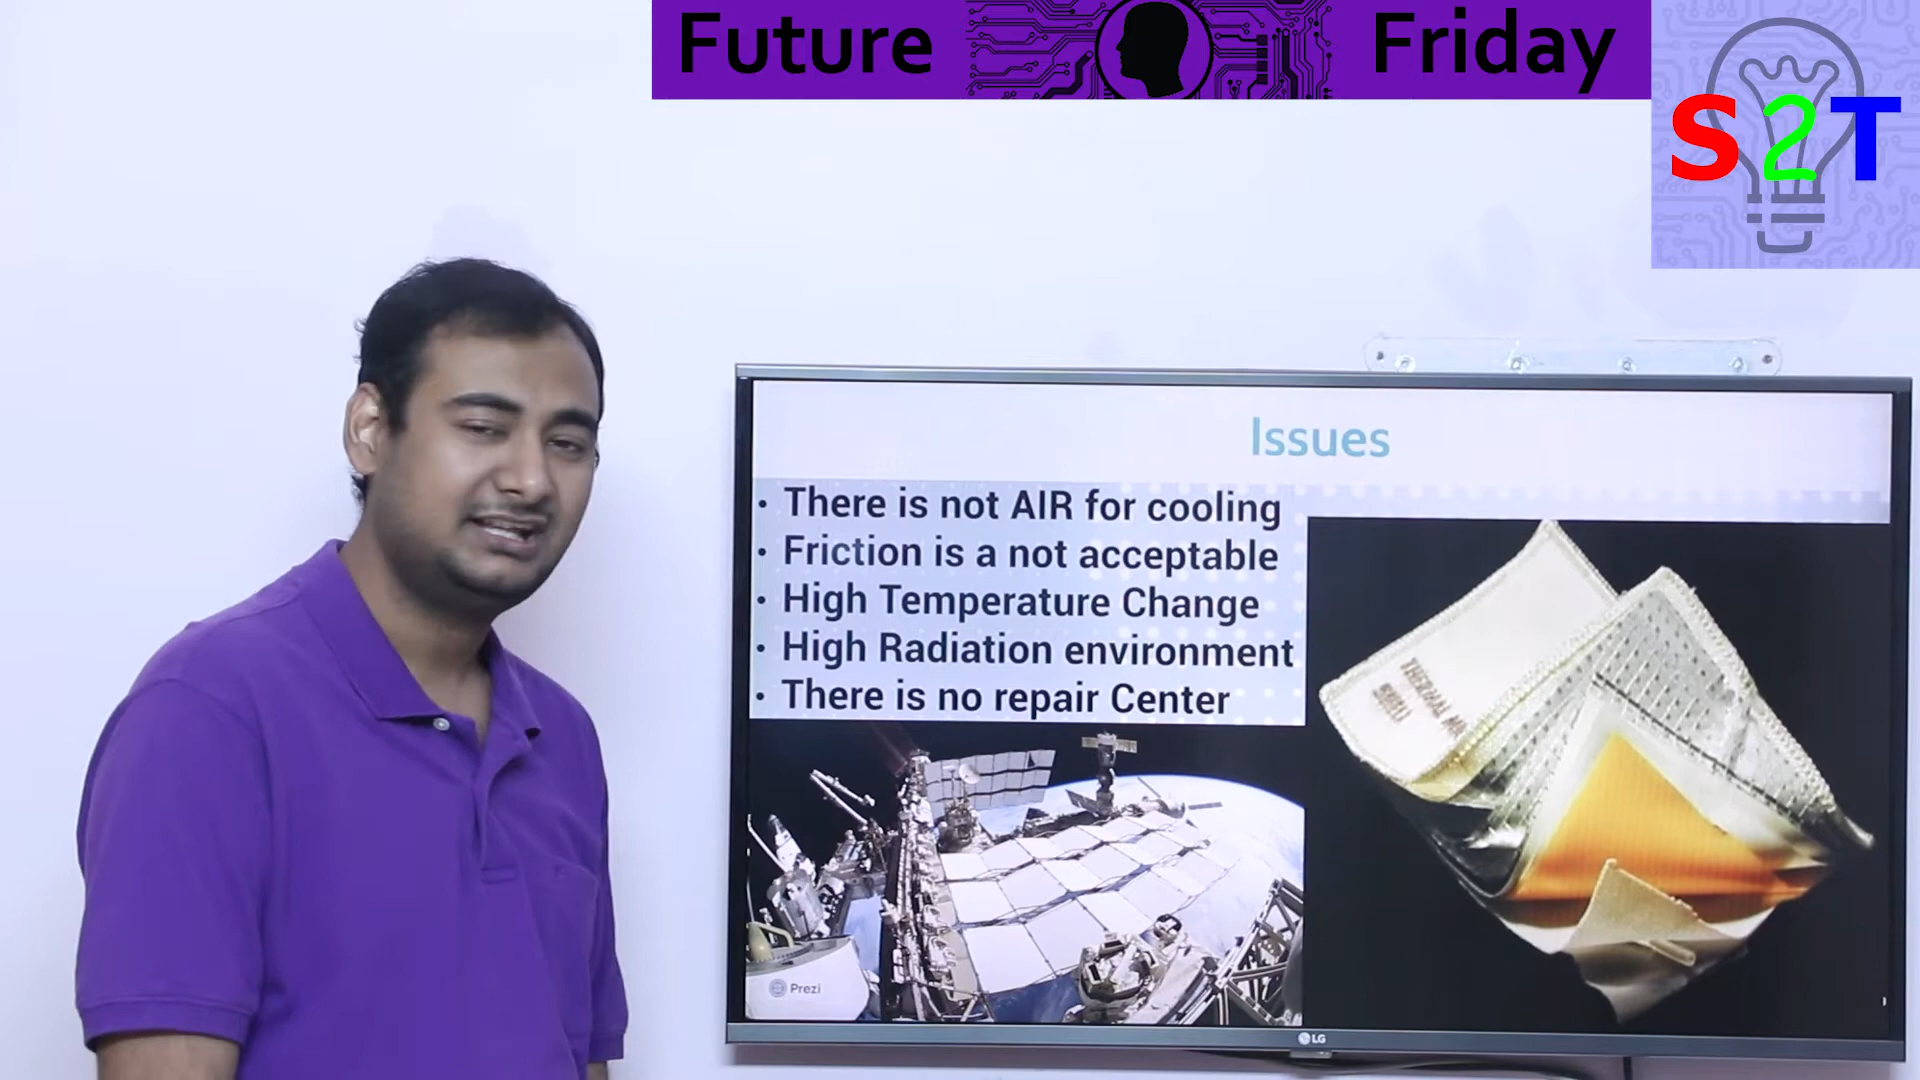 Future Friday
S2T
Issues
• There is not AIR for cooling
• Friction is a not acceptable
• High Temperature Change
• High Radiation environment
• There is no repair Center
THERMAL
Prezi
LG